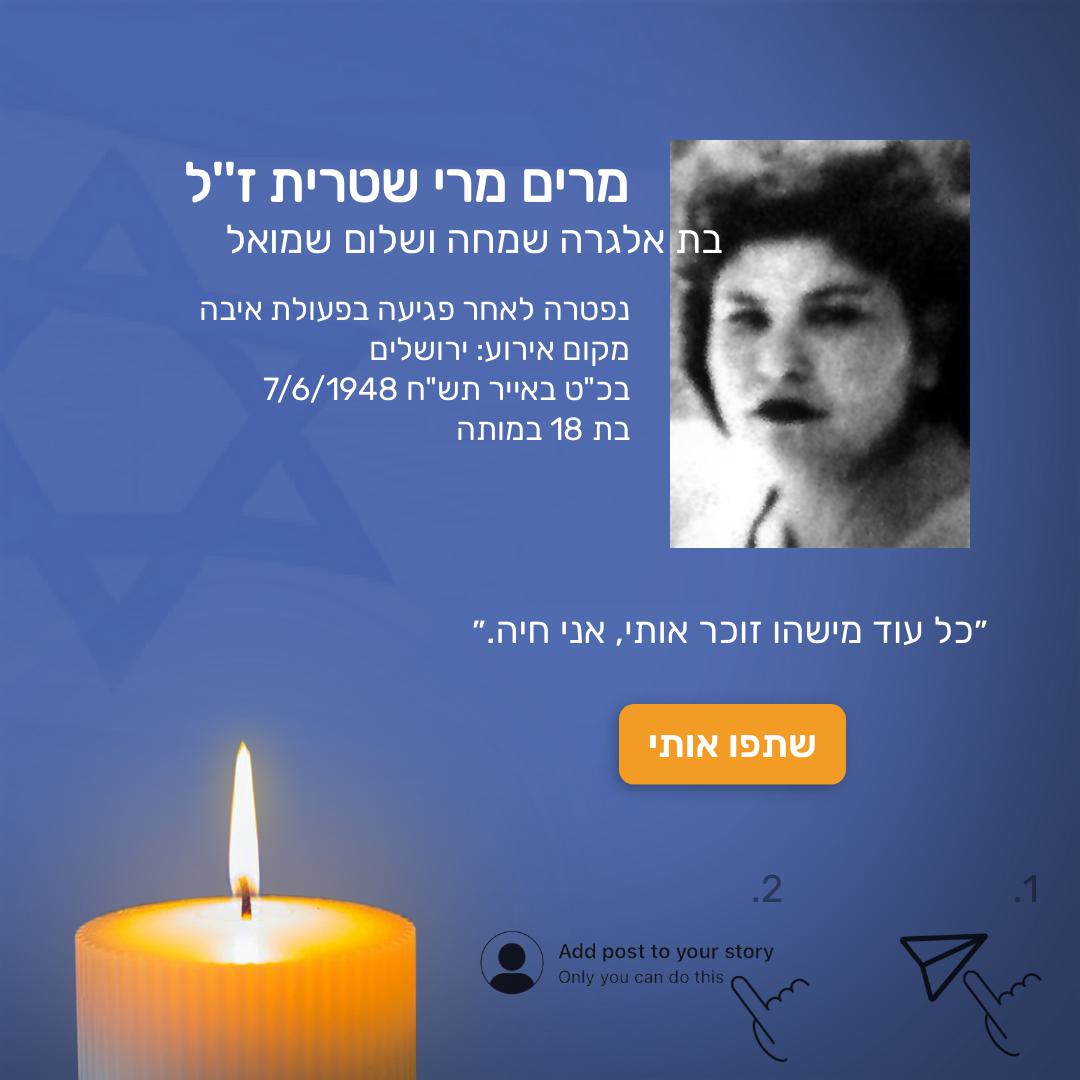 מרים מרי שטרית ז"ל
בת אלגרה שמחה ושלום שמואל
נפטרה לאחר פגיעה בפעולת איבה
מקום אירוע: ירושלים
בכ"ט באייר תש"ח 7/6/1948
בת 18 במותה
״כל עוד מישהו זוכר אותי, אני חיה.״
שתפו אותי
.1
.2
Add post to your story
Only you can do this